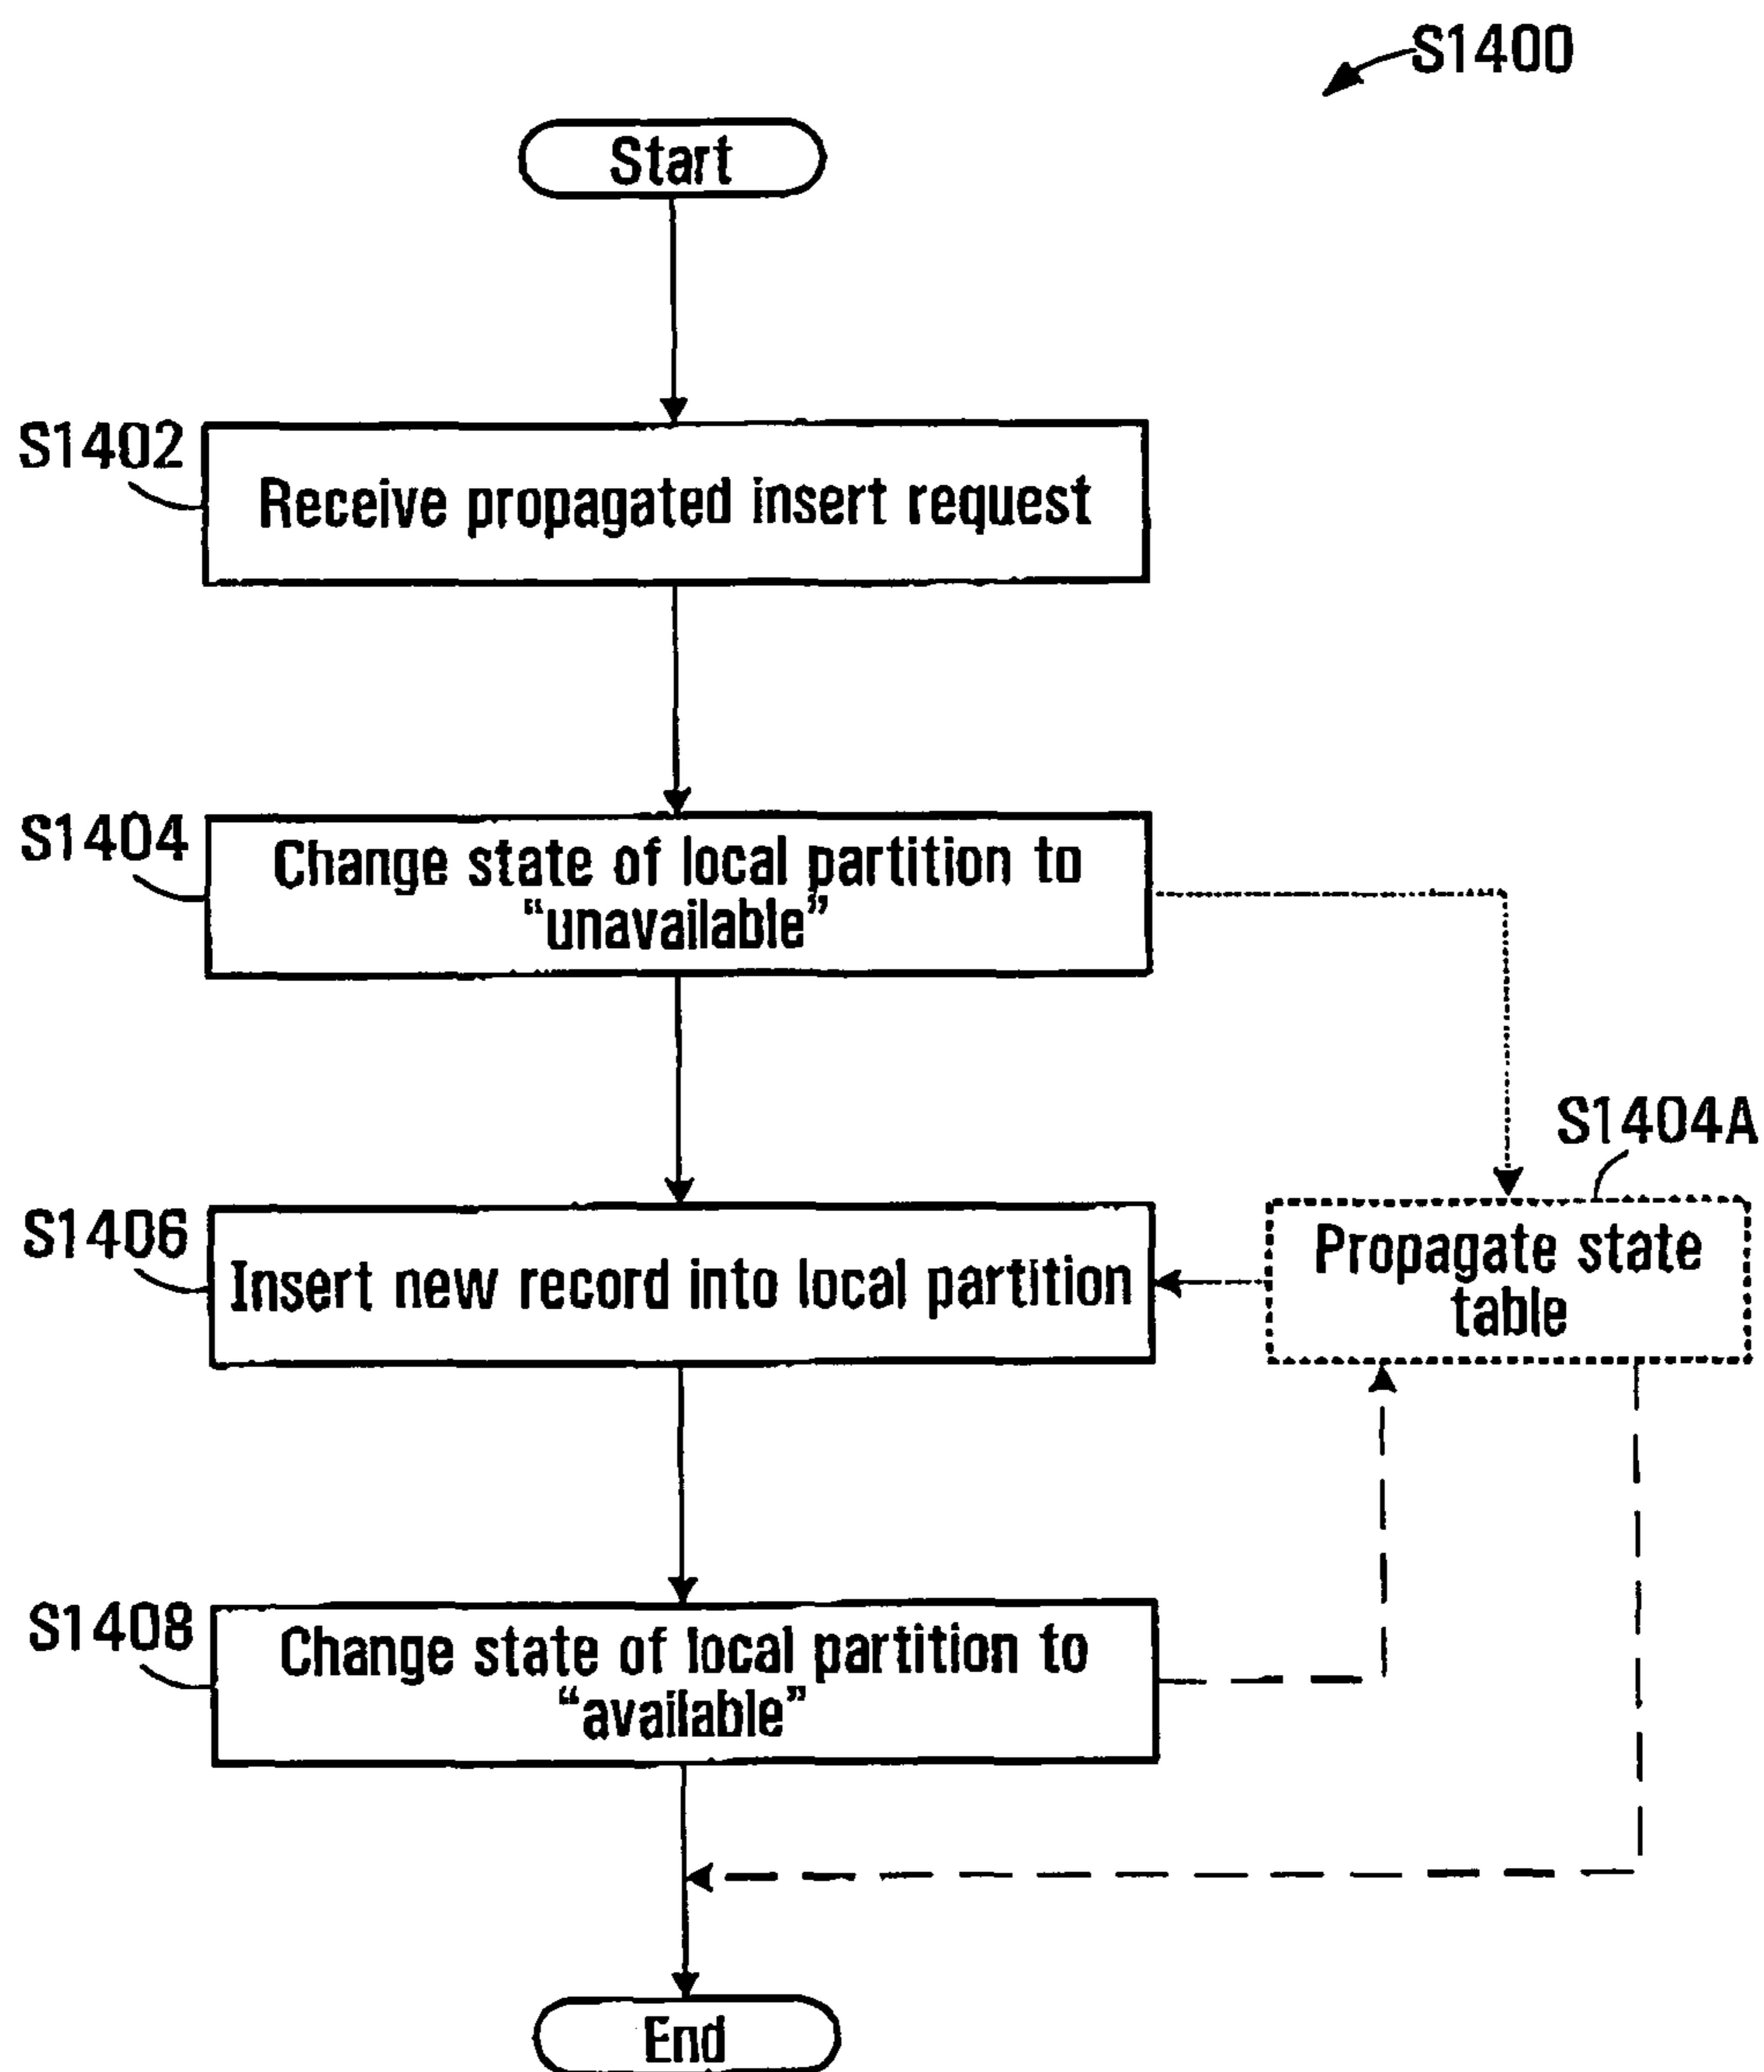 S1400
Start
S1402
Receive propagated insert request
S1404
Change state of local partition to
“unavailable”
S1404A
Propagate state
table
S1406
Insert new record into local partition
S1408
Change state of local partition to
“available”
End